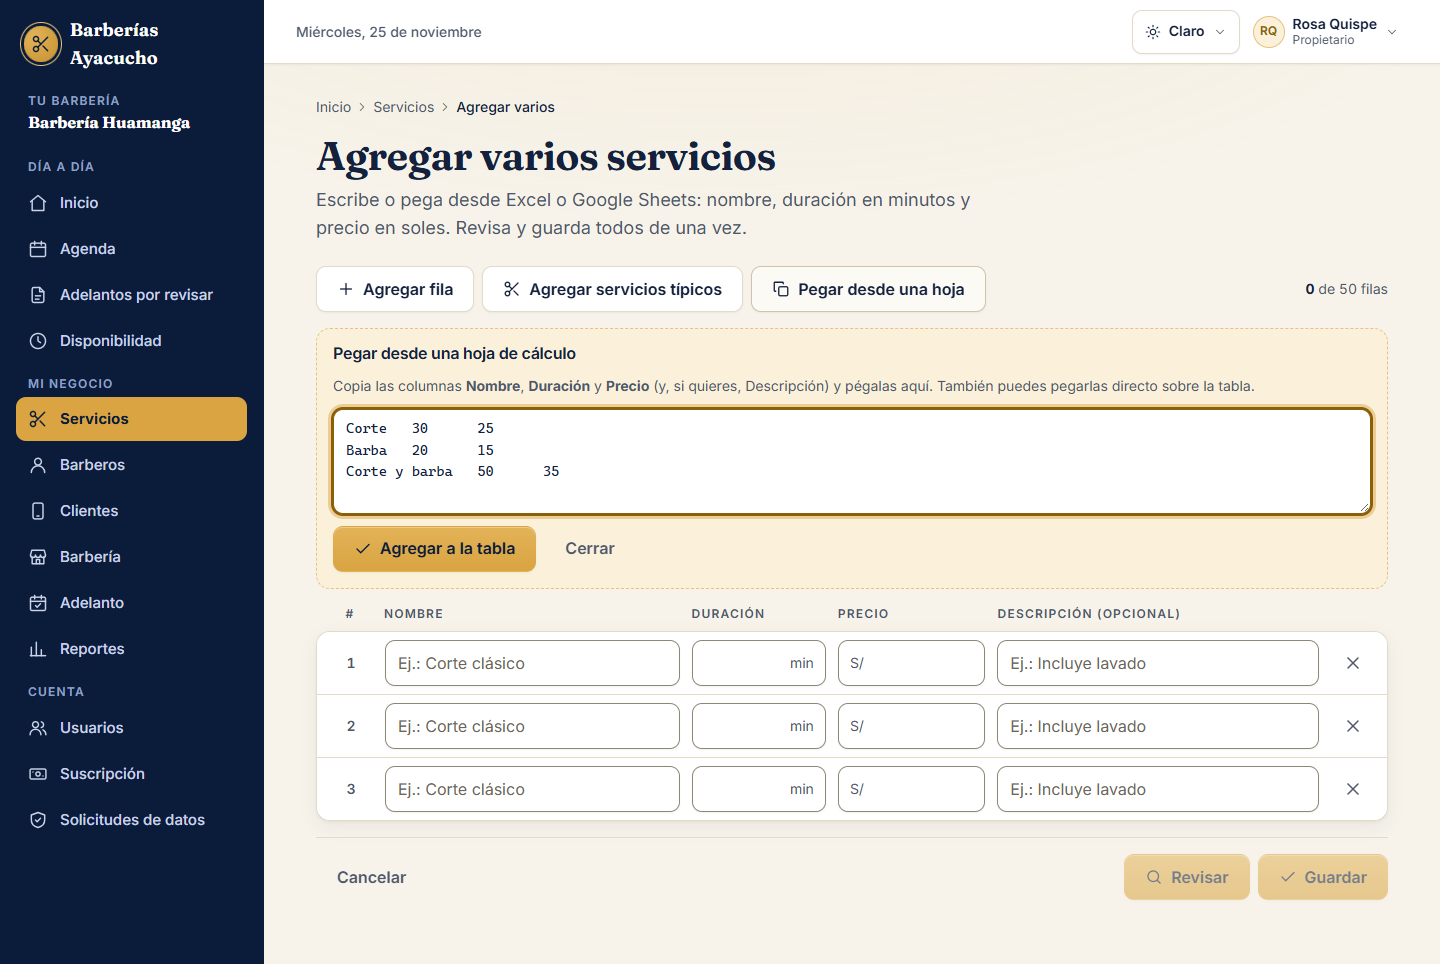 Barberías
Ayacucho
TU BARBERÍA
Barbería Huamanga
DÍA A DÍA
Inicio
Agenda
Adelantos por revisar
Disponibilidad
MI NEGOCIO
Servicios
Barberos
Clientes
Barbería
Adelanto
Reportes
CUENTA
Usuarios
Suscripción
Solicitudes de datos
Miércoles, 25 de noviembre
Claro
RQ
Rosa Quispe
Propietario
Inicio > Servicios > Agregar varios
Agregar varios servicios
Escribe o pega desde Excel o Google Sheets: nombre, duración en minutos y
precio en soles. Revisa y guarda todos de una vez.
Agregar fila
Agregar servicios típicos
Pegar desde una hoja
0 de 50 filas
Pegar desde una hoja de cálculo
Copia las columnas Nombre, Duración y Precio (y, si quieres, Descripción) y pégalas aquí. También puedes pegarlas directo sobre la tabla.
Corte 30 25
Barba 20 15
Corte y barba 50 35
Agregar a la tabla
Cerrar
# NOMBRE DURACIÓN PRECIO DESCRIPCIÓN (OPCIONAL)
1 Ej.: Corte clásico min S/ Ej.: Incluye lavado
2 Ej.: Corte clásico min S/ Ej.: Incluye lavado
3 Ej.: Corte clásico min S/ Ej.: Incluye lavado
Cancelar
Revisar
Guardar